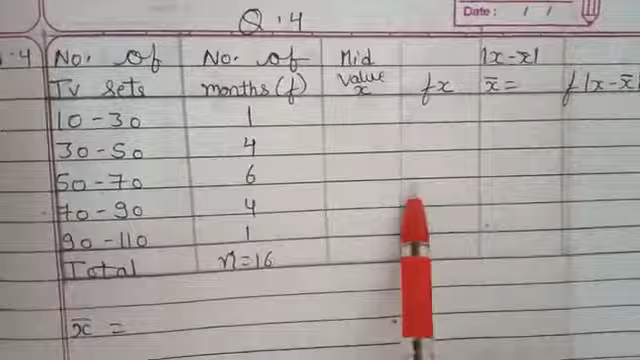 Q.4
Date: / /
.4 No. of No. of Mid |x-x̄|
Tv sets months (f) value x fx x̄ = f|x-x̄|
10-30 1
30-50 4
50-70 6
70-90 4
90-110 1
Total n=16
x̄ =